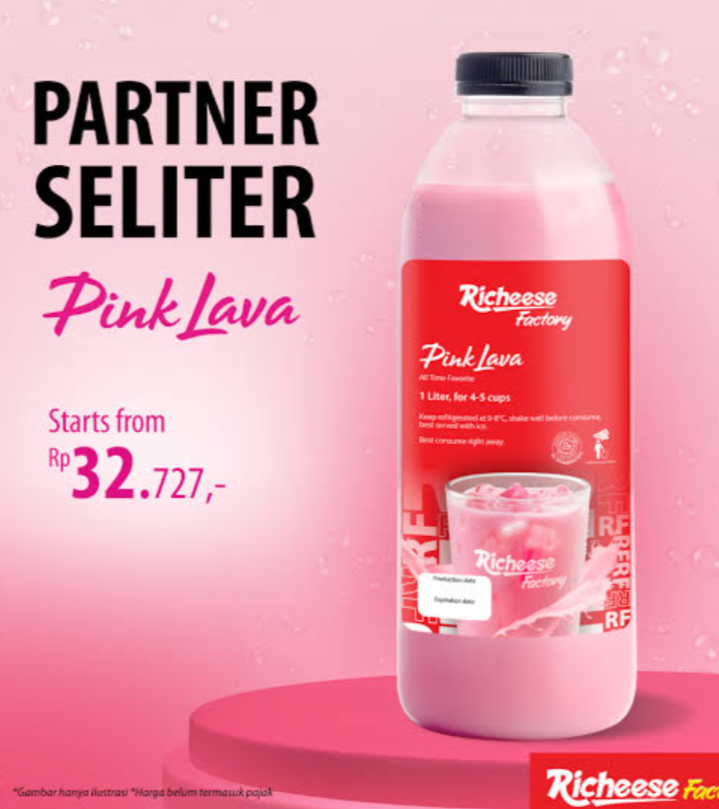 PARTNER
SELITER
Pink Lava
Starts from
Rp32.727,-
Richeese
Factory
Pink Lava
All Time Favorite
1 Liter, for 4-5 cups
Keep refrigerated at 0-8°C, shake well before consume,
best served with ice.
Best consume right away.
RF
Richeese
Factory
Production date
Expiration date
RF
*Gambar hanya ilustrasi *Harga belum termasuk pajak
Richeese Fac